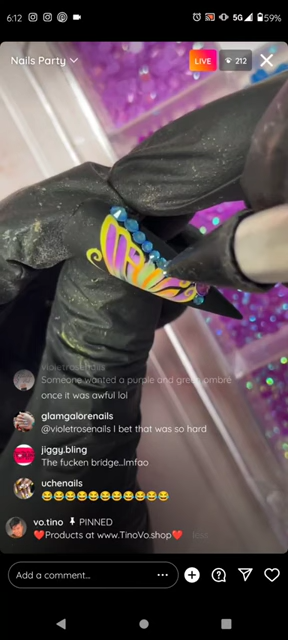 6:12
5G 59%
Nails Party
LIVE
212
violetrosenails
Someone wanted a purple and green ombre
once it was awful lol
glamgalorenails
@violetrosenails I bet that was so hard
jiggy.bling
The fucken bridge...lmfao
uchenails
😂😂😂😂😂😂😂😂😂😂😂
vo.tino 📌 PINNED
❤️Products at www.TinoVo.shop❤️
Add a comment...